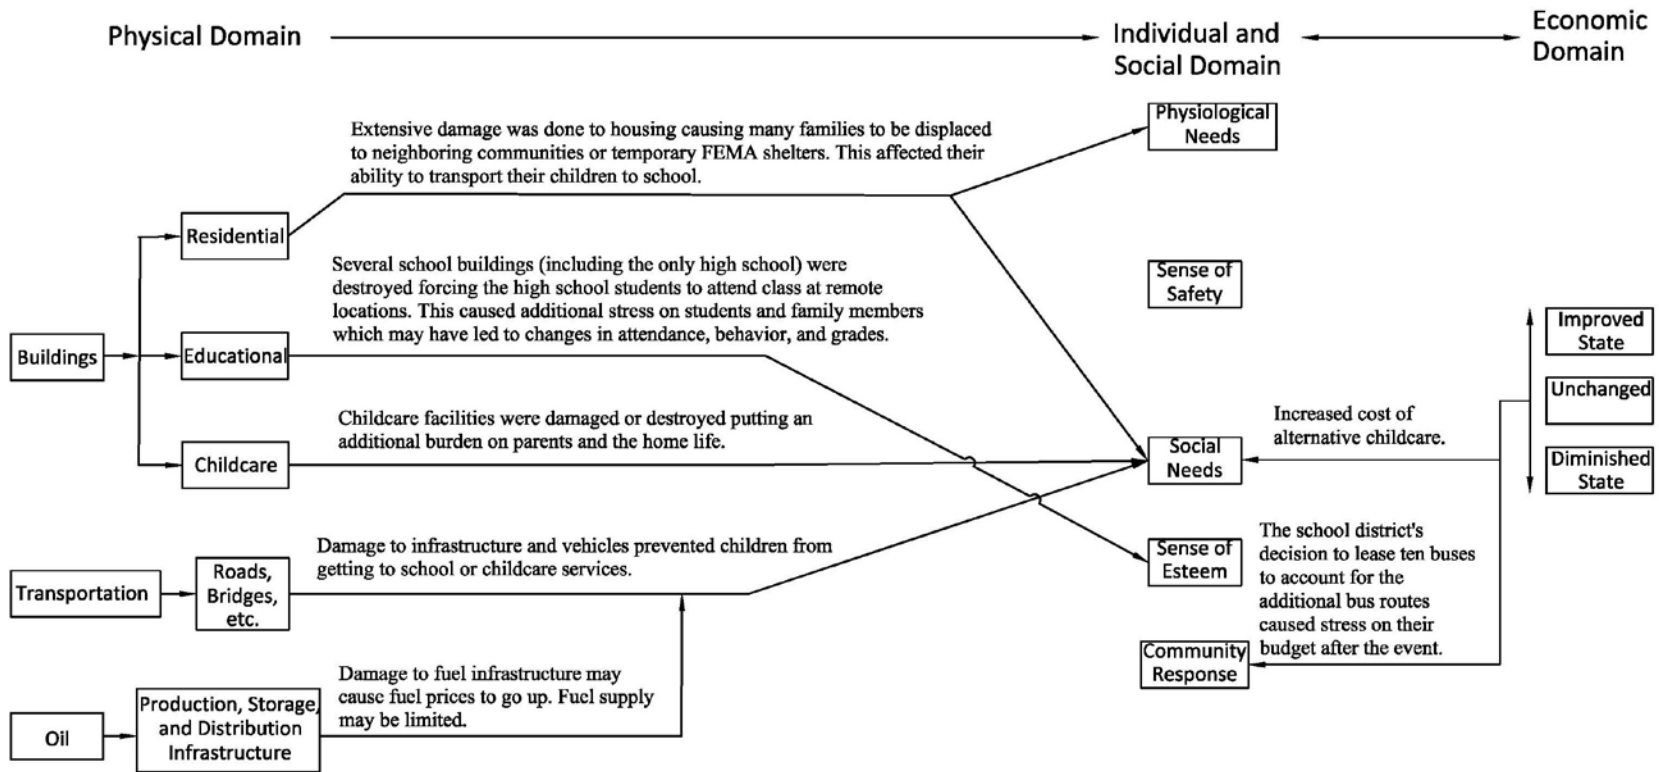 Physical Domain
Individual and
Social Domain
Economic
Domain
Extensive damage was done to housing causing many families to be displaced
to neighboring communities or temporary FEMA shelters. This affected their
ability to transport their children to school.
Physiological
Needs
Residential
Several school buildings (including the only high school) were
destroyed forcing the high school students to attend class at remote
locations. This caused additional stress on students and family members
which may have led to changes in attendance, behavior, and grades.
Sense of
Safety
Buildings
Educational
Improved
State
Unchanged
Diminished
State
Childcare facilities were damaged or destroyed putting an
additional burden on parents and the home life.
Childcare
Social
Needs
Increased cost of
alternative childcare.
Damage to infrastructure and vehicles prevented children from
getting to school or childcare services.
Transportation
Roads,
Bridges,
etc.
Sense of
Esteem
The school district's
decision to lease ten buses
to account for the
additional bus routes
caused stress on their
budget after the event.
Community
Response
Damage to fuel infrastructure may
cause fuel prices to go up. Fuel supply
may be limited.
Oil
Production, Storage,
and Distribution
Infrastructure